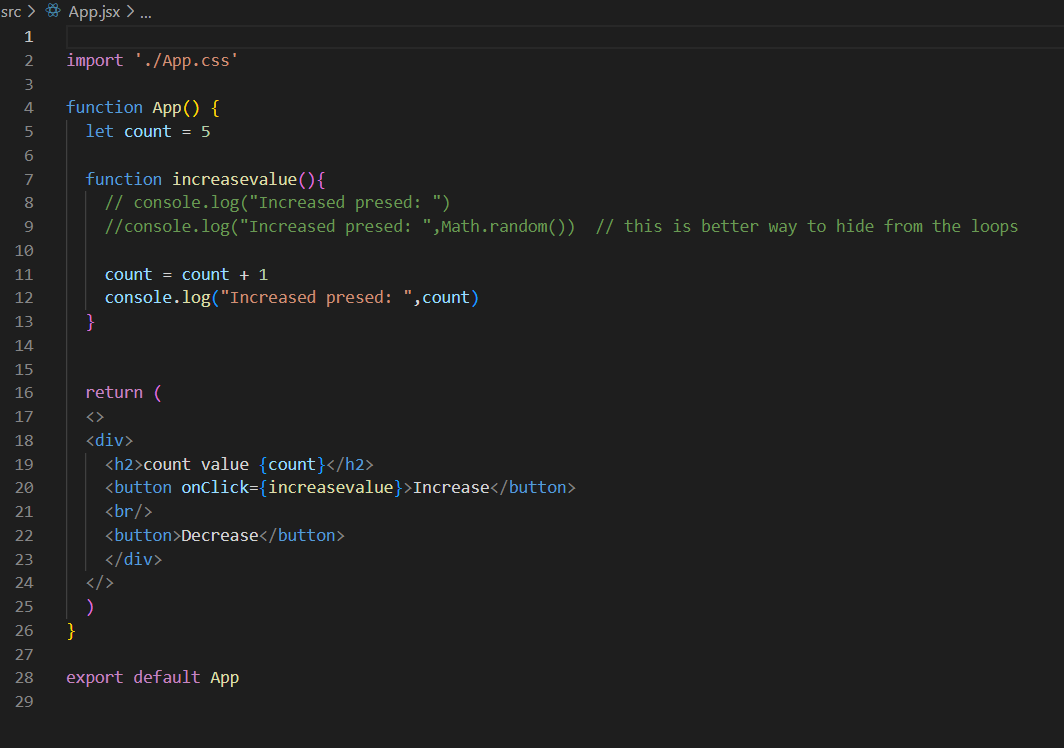 src > App.jsx > ...
1
2 import './App.css'
3
4 function App() {
5 let count = 5
6
7 function increasevalue(){
8 // console.log("Increased presed: ")
9 //console.log("Increased presed: ",Math.random())  // this is better way to hide from the loops
10
11 count = count + 1
12 console.log("Increased presed: ",count)
13 }
14
15
16 return (
17 <>
18 <div>
19 <h2>count value {count}</h2>
20 <button onClick={increasevalue}>Increase</button>
21 <br/>
22 <button>Decrease</button>
23 </div>
24 </>
25 )
26 }
27
28 export default App
29